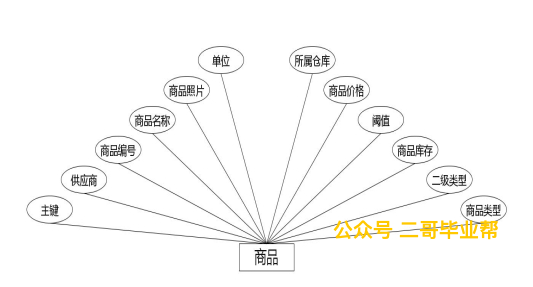 单位
所属仓库
商品照片
商品价格
商品名称
阈值
商品编号
商品库存
供应商
二级类型
主键
商品类型
公众号 二哥毕业帮
商品